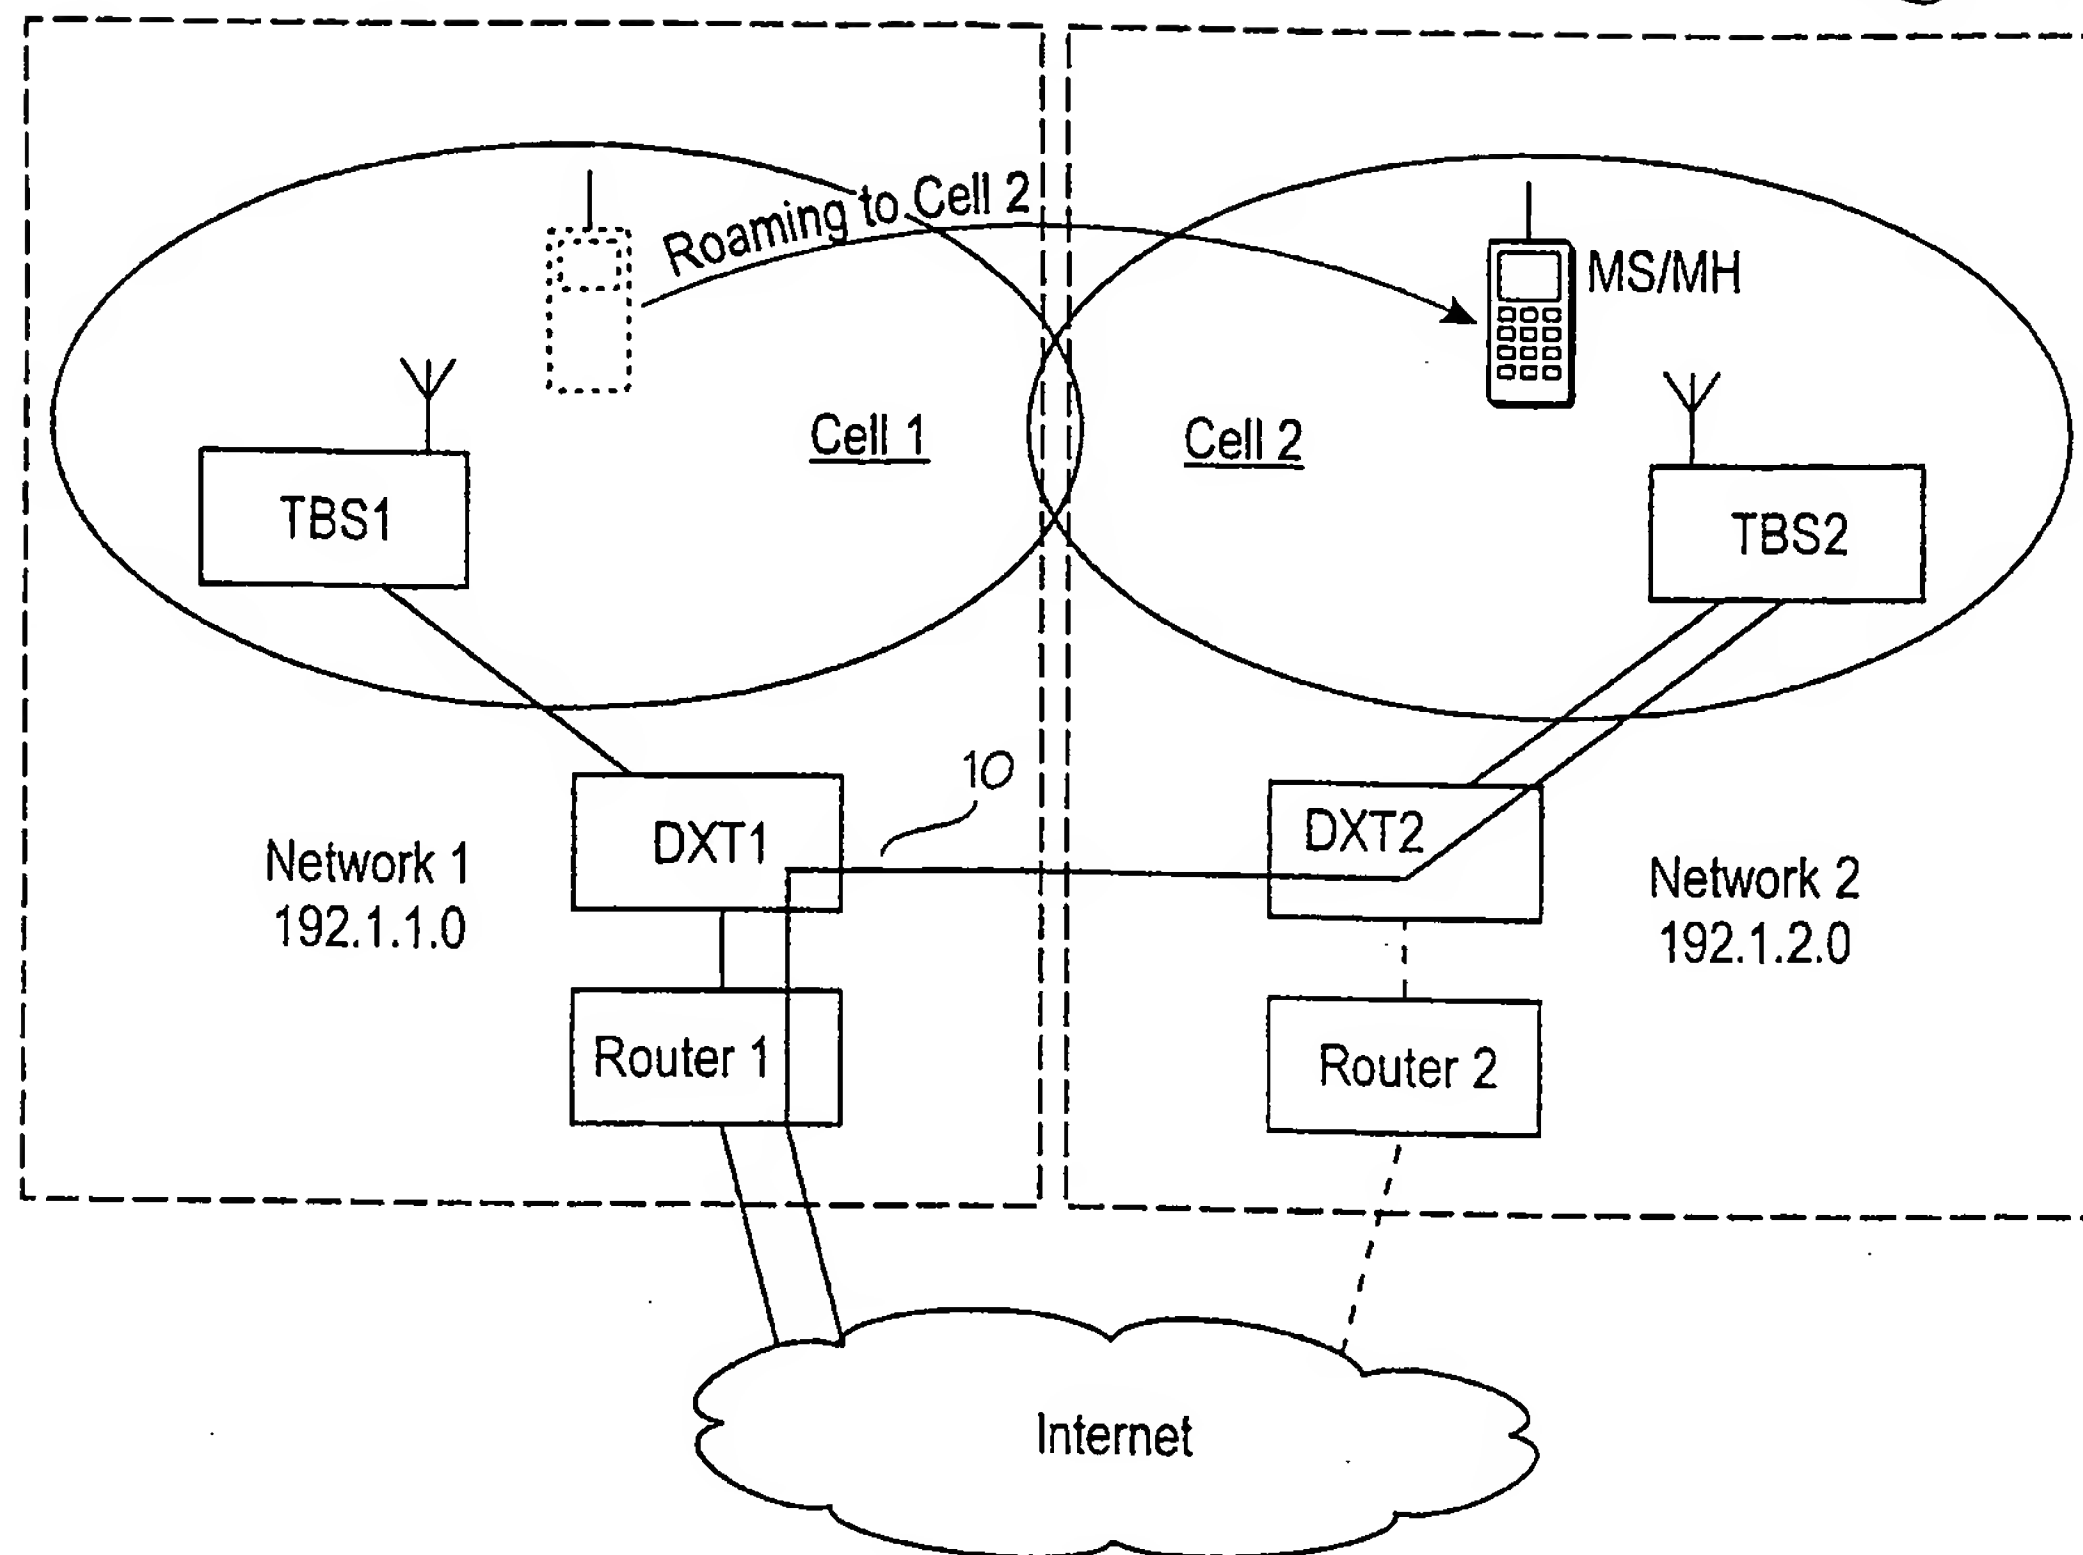 Roaming to Cell 2
MS/MH
Cell 1
Cell 2
TBS1
TBS2
10
DXT1
DXT2
Network 1
192.1.1.0
Network 2
192.1.2.0
Router 1
Router 2
Internet